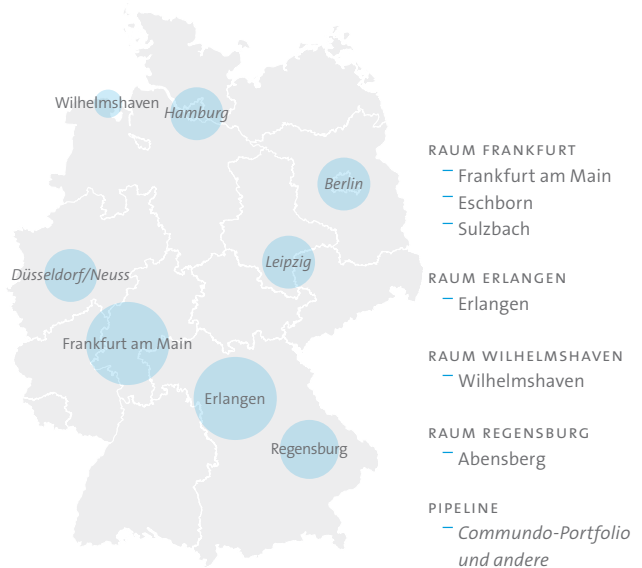 Wilhelmshaven
Hamburg
Berlin
Leipzig
Düsseldorf/Neuss
Frankfurt am Main
Erlangen
Regensburg
RAUM FRANKFURT
– Frankfurt am Main
– Eschborn
– Sulzbach
RAUM ERLANGEN
– Erlangen
RAUM WILHELMSHAVEN
– Wilhelmshaven
RAUM REGENSBURG
– Abensberg
PIPELINE
– Commundo-Portfolio
und andere